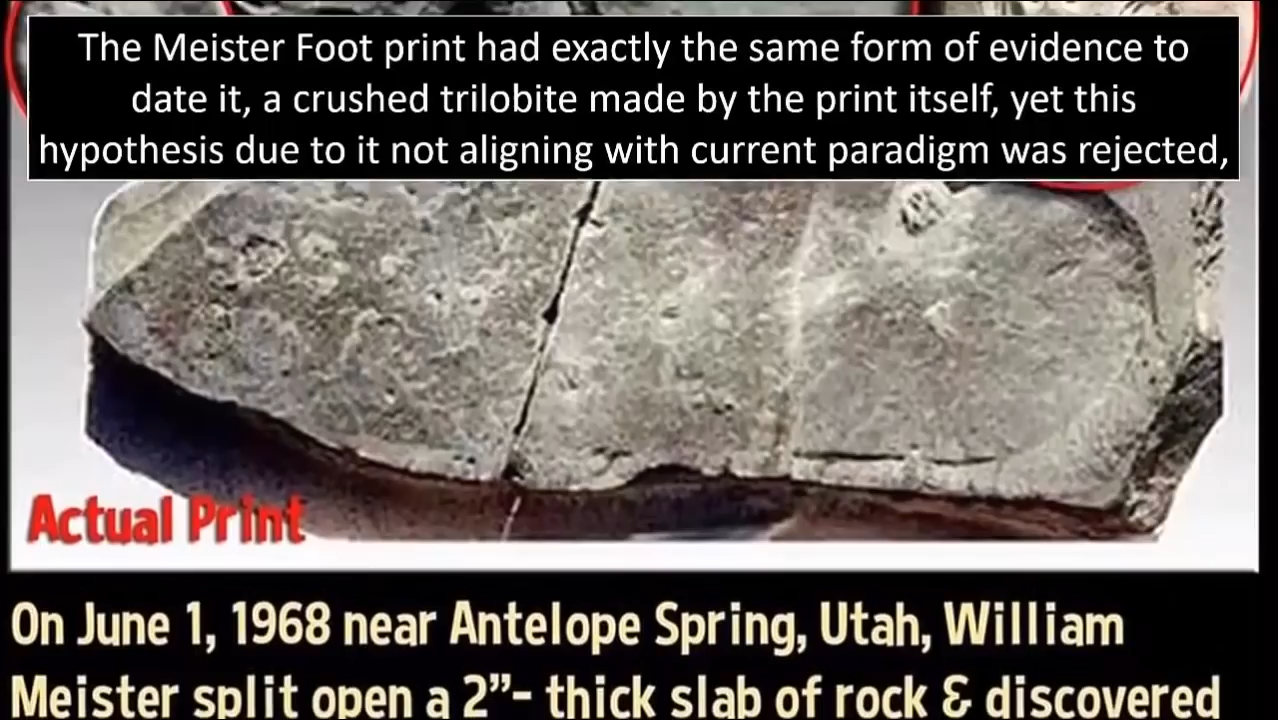 The Meister Foot print had exactly the same form of evidence to
date it, a crushed trilobite made by the print itself, yet this
hypothesis due to it not aligning with current paradigm was rejected,
Actual Print
On June 1, 1968 near Antelope Spring, Utah, William
Meister split open a 2”- thick slab of rock & discovered